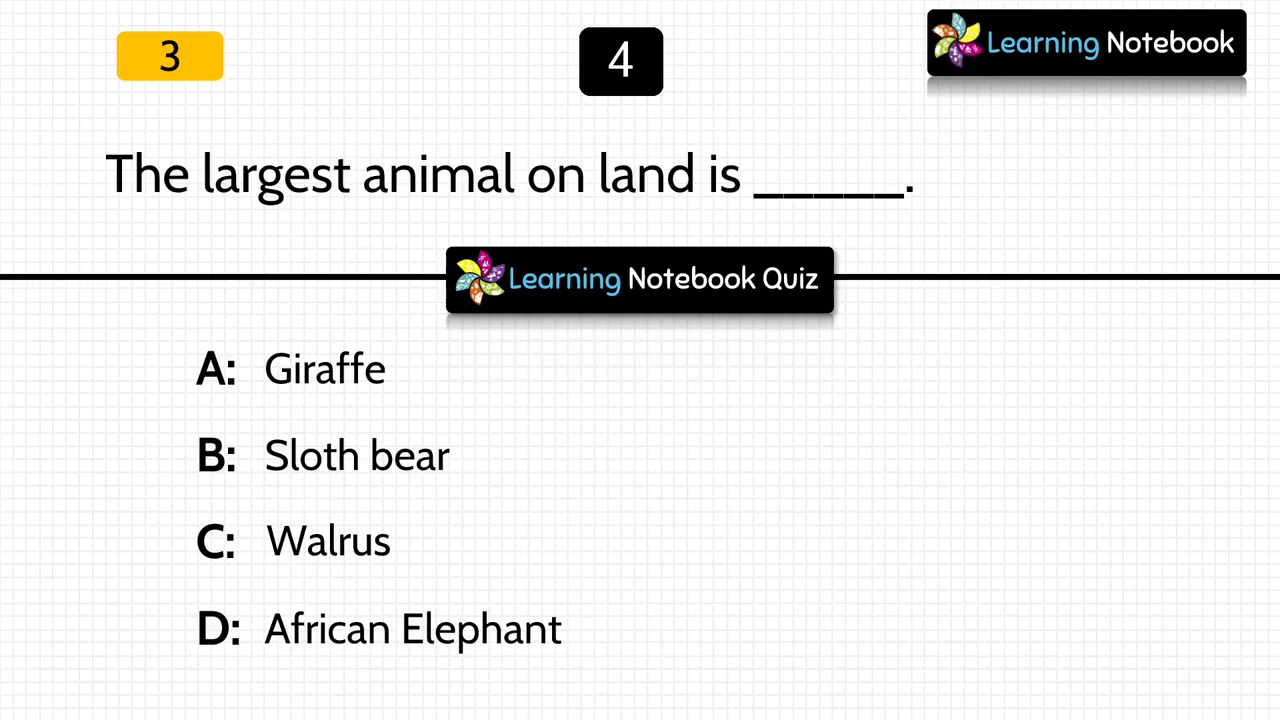 3
4
Learning Notebook
The largest animal on land is _____.
Learning Notebook Quiz
A: Giraffe
B: Sloth bear
C: Walrus
D: African Elephant